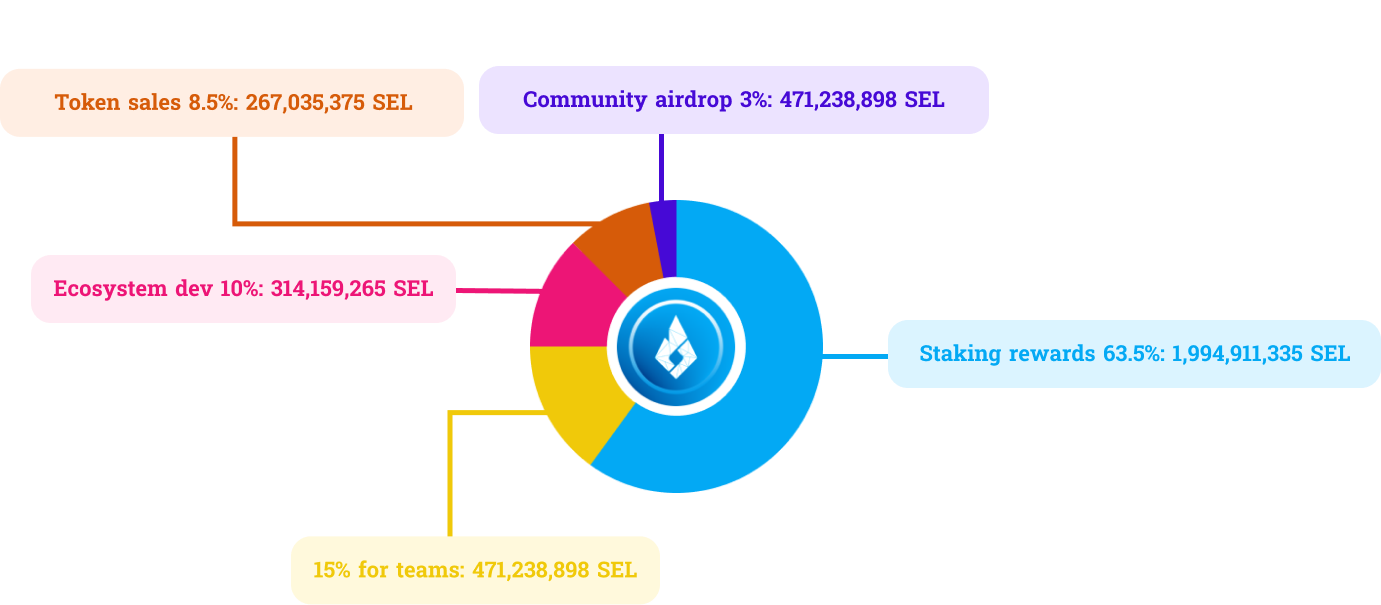 Token sales 8.5%: 267,035,375 SEL
Community airdrop 3%: 471,238,898 SEL
Ecosystem dev 10%: 314,159,265 SEL
Staking rewards 63.5%: 1,994,911,335 SEL
15% for teams: 471,238,898 SEL